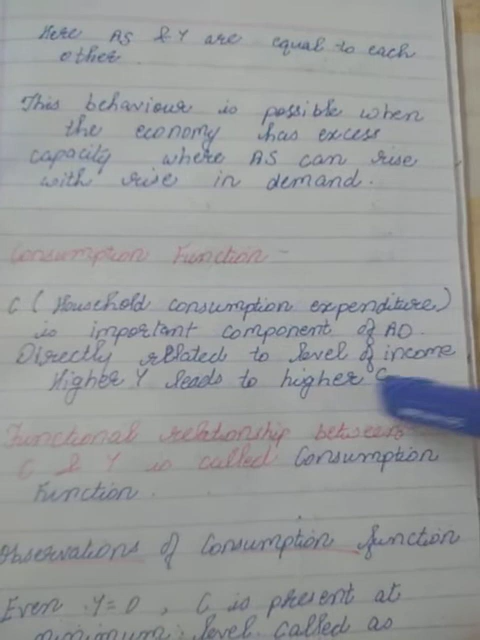 Here AS & Y are equal to each
other.
This behaviour is possible when
the economy has excess
capacity where AS can rise
with rise in demand.
Consumption Function -
C (Household consumption expenditure)
is important component of AD.
Directly related to level of income
Higher Y leads to higher C
Functional relationship between
C & Y is called Consumption
Function.
Observations of Consumption function
Even Y=0, C is present at
minimum level called as